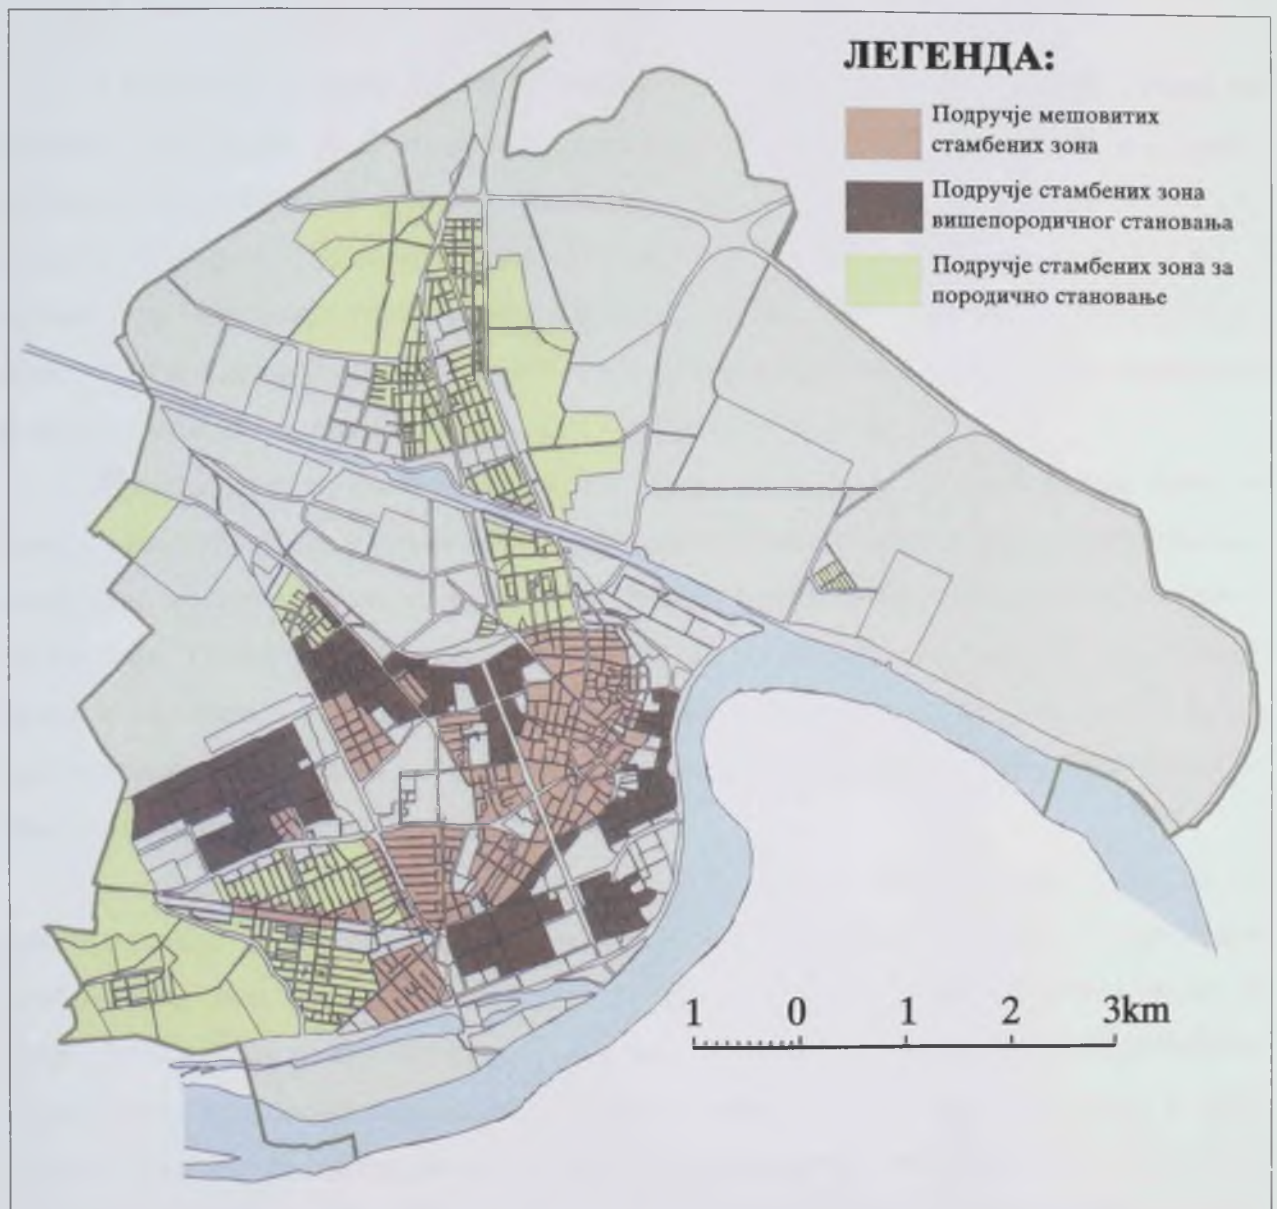 ЛЕГЕНДА:
Подручје мешовитих
стамбених зона
Подручје стамбених зона
вишепородичног становања
Подручје стамбених зона за
породично становање
1 0 1 2 3km